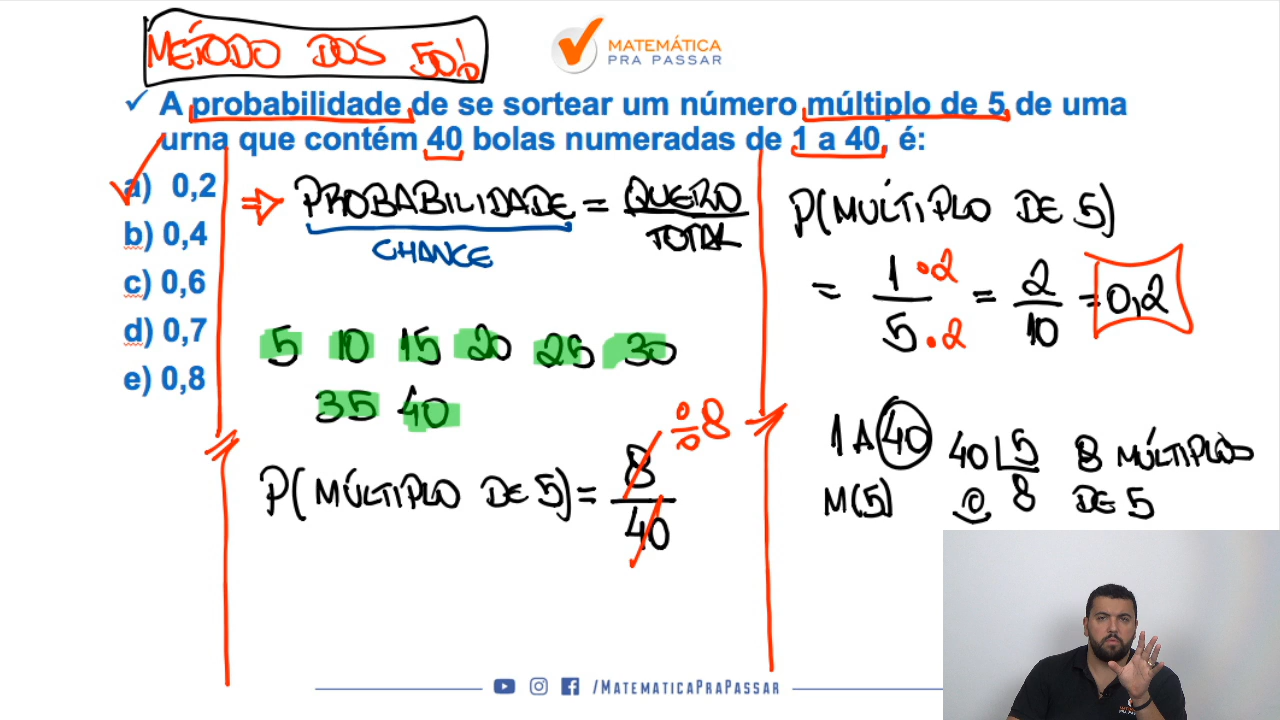 MÉTODO DOS 50%
MATEMÁTICA
PRA PASSAR
✓ A probabilidade de se sortear um número múltiplo de 5 de uma
urna que contém 40 bolas numeradas de 1 a 40, é:
a) 0,2
b) 0,4
c) 0,6
d) 0,7
e) 0,8
⇒ PROBABILIDADE = QUERO/TOTAL
CHANCE
5 10 15 20 25 30
35 40
P(MÚLTIPLO DE 5) = 8/40 ÷8
P(MÚLTIPLO DE 5)
= 1·2/5·2 = 2/10 = 0,2
1 A 40 40 5 8 MÚLTIPLOS
M(5) 0 8 DE 5
/MATEMATICAPRAPASSAR